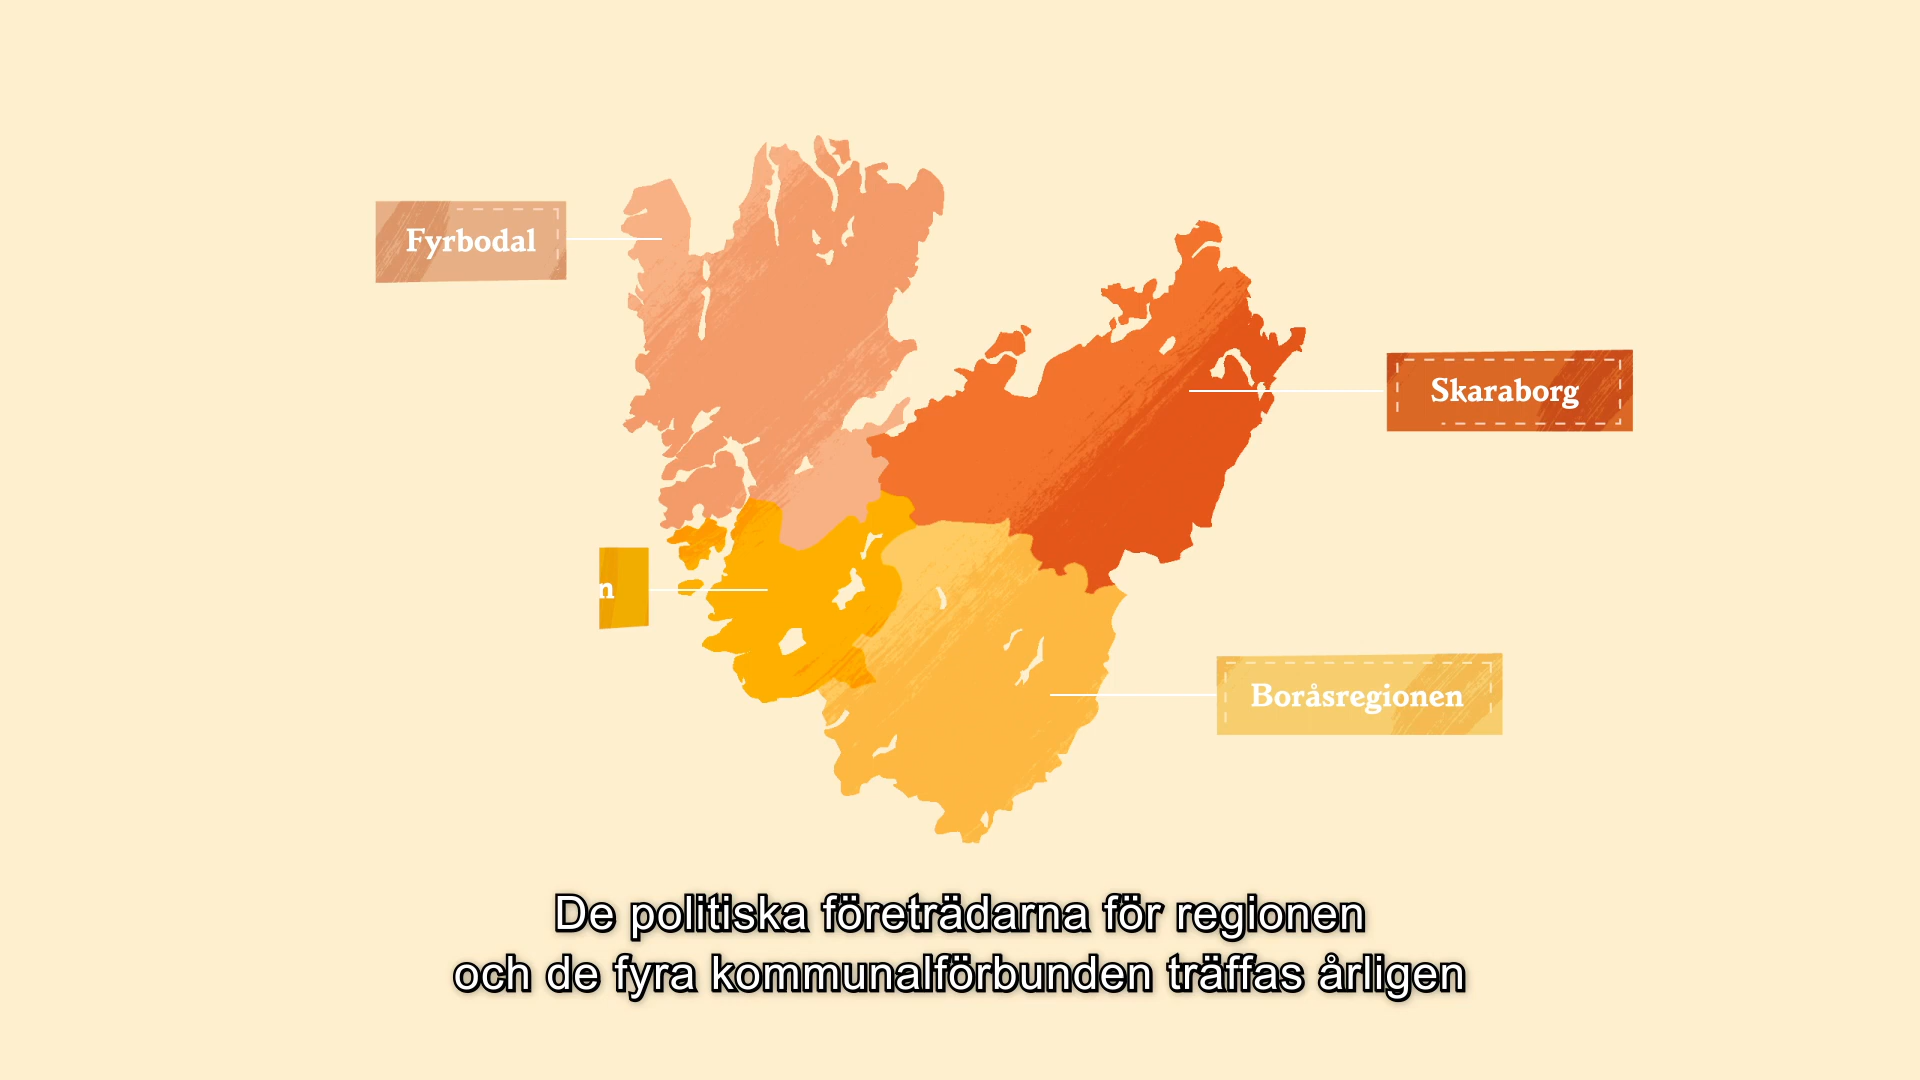 Fyrbodal
Skaraborg
n
Boråsregionen
De politiska företrädarna för regionen
och de fyra kommunalförbunden träffas årligen